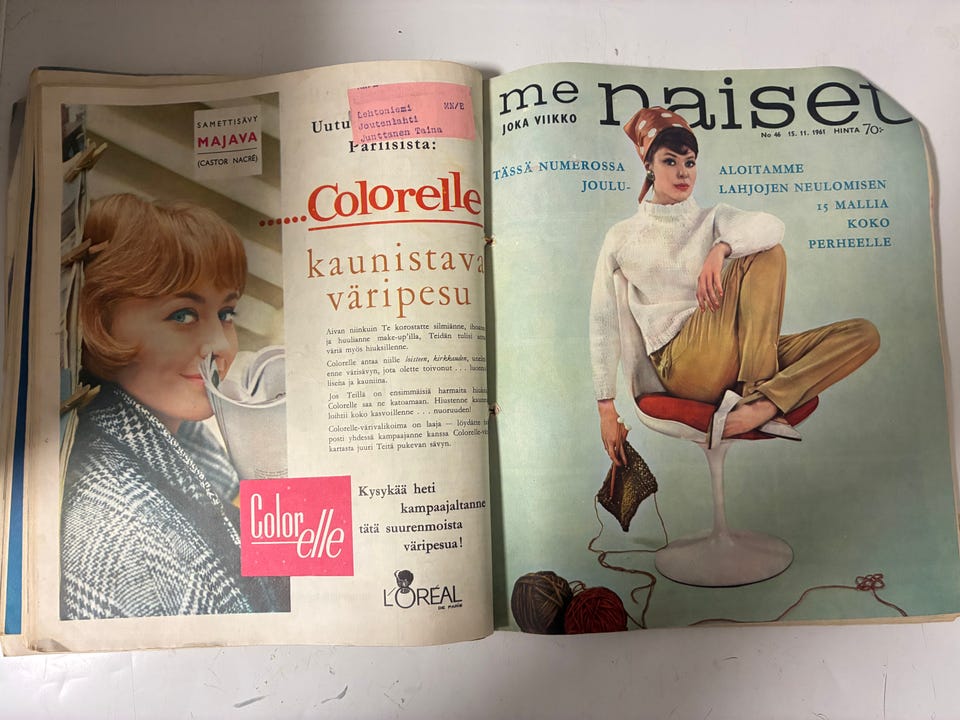 SAMETTISÄVY
MAJAVA
(CASTOR NACRÉ)
MN/E
Lehtoniemi
Joutenlahti
Junttanen Taina
Pariisista:
......Colorelle
kaunistava
väripesu
Aivan niinkuin Te korostatte silmiänne,
ja huulianne make-up'illa, Teidän tulisi
väriä myös hiuksillenne.
Colorelle antaa niille loisteen, kirkkauden,
enne värisävyn, jota olette toivonut . . .
lisena ja kauniina.
Jos Teillä on ensimmäisiä harmaita
Colorelle saa ne katoamaan. Hiustenne
loihtii koko kasvoillenne . . . nuoruuden!
Colorelle-värivalikoima on laaja — löydätte
posti yhdessä kampaajanne kanssa Colorelle-
kartasta juuri Teitä pukevan sävyn.
Color
elle
Kysykää heti
kampaajaltanne
tätä suurenmoista
väripesua!
L'ORÉAL
DE PARIS
me naiset
JOKA VIIKKO
No 46 15. 11. 1961 HINTA 70:-
TÄSSÄ NUMEROSSA
JOULU-
ALOITAMME
LAHJOJEN NEULOMISEN
15 MALLIA
KOKO
PERHEELLE